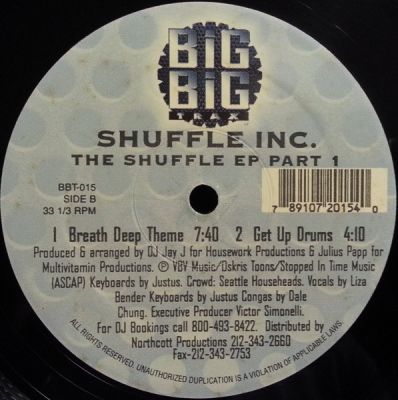 BIG
BIG
TRAX
SHUFFLE INC.
THE SHUFFLE EP PART 1
BBT-015
SIDE B
33 1/3 RPM
7 89107 20154 0
1 Breath Deep Theme 7:40 2 Get Up Drums 4:10
Produced & arranged by DJ Jay J for Housework Productions & Julius Papp for
Multivitamin Productions. ℗ VBV Music/Oskris Toons/Stopped In Time Music
(ASCAP) Keyboards by Justus. Crowd: Seattle Househeads. Vocals by Liza
Bender Keyboards by Justus Congas by Dale
Chung. Executive Producer Victor Simonelli.
For DJ Bookings call 800-493-8422. Distributed by
Northcott Productions 212-343-2660
Fax-212-343-2753
ALL RIGHTS RESERVED. UNAUTHORIZED DUPLICATION IS A VIOLATION OF APPLICABLE LAWS